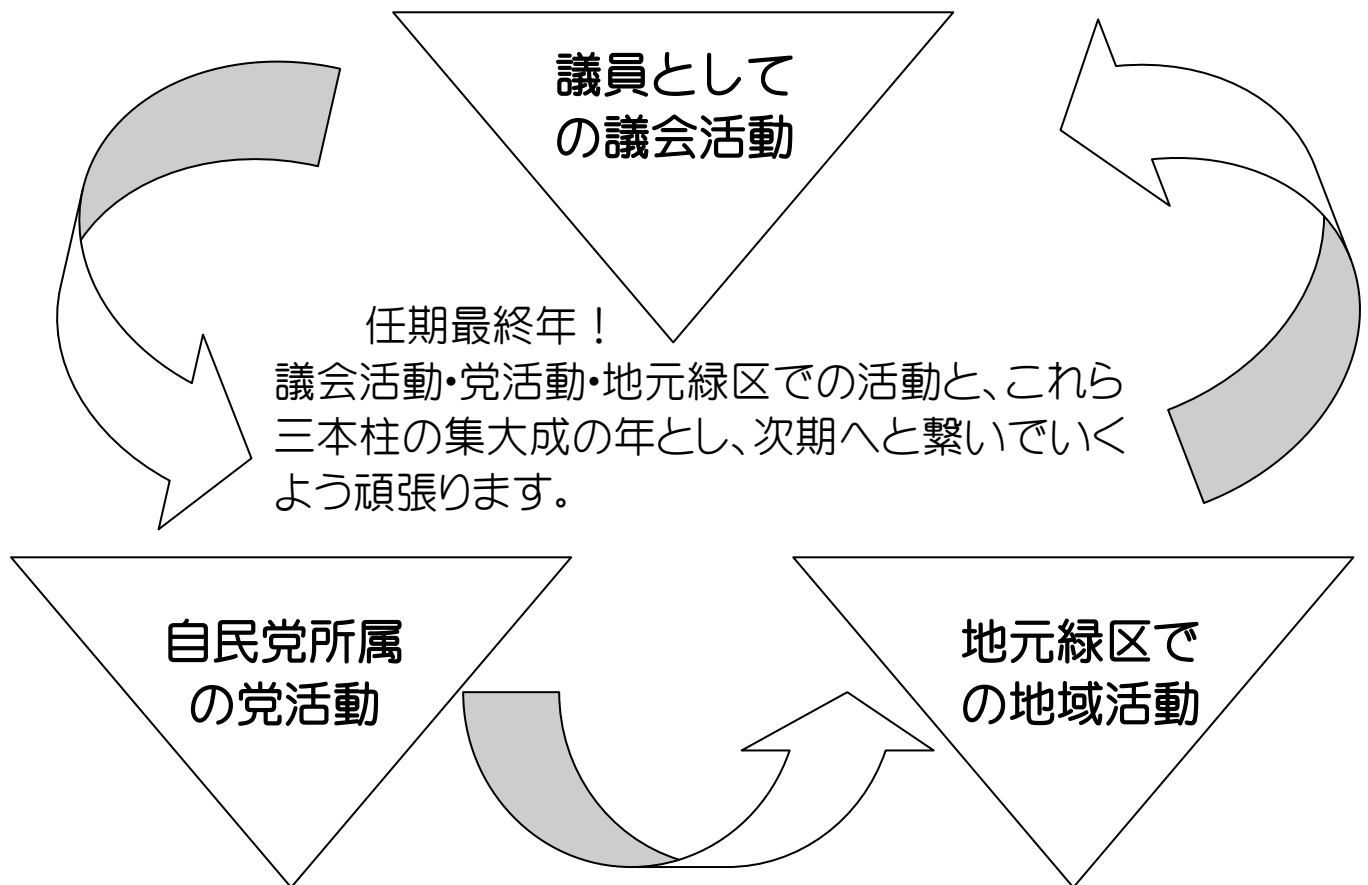 議員として
の議会活動
任期最終年！
議会活動・党活動・地元緑区での活動と、これら
三本柱の集大成の年とし、次期へと繋いでいく
よう頑張ります。
自民党所属
の党活動
地元緑区で
の地域活動